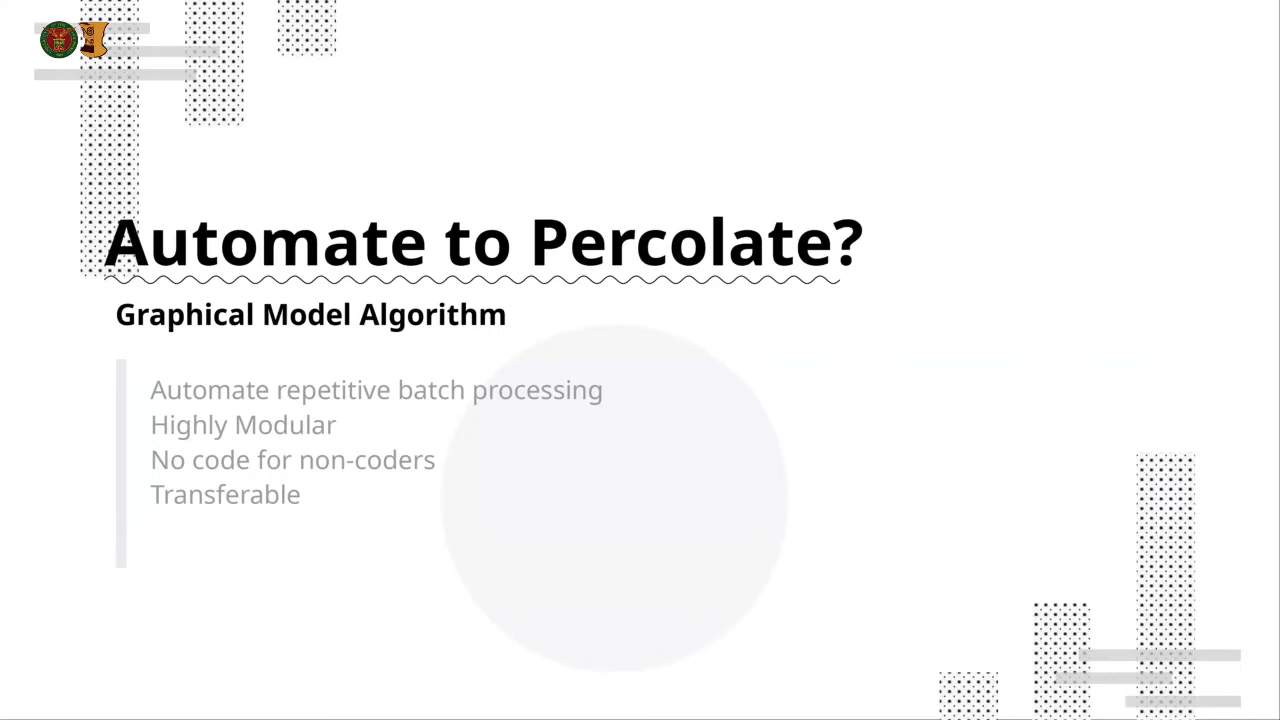 Automate to Percolate?
Graphical Model Algorithm
Automate repetitive batch processing
Highly Modular
No code for non-coders
Transferable